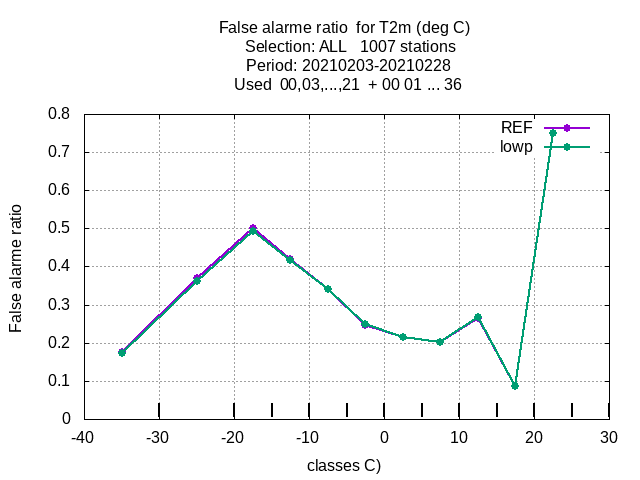 False alarme ratio  for T2m (deg C)
Selection: ALL   1007 stations
Period: 20210203-20210228
Used  00,03,...,21  + 00 01 ... 36
REF
lowp
False alarme ratio
0.8
0.7
0.6
0.5
0.4
0.3
0.2
0.1
0
-40 -30 -20 -10 0 10 20 30
classes C)